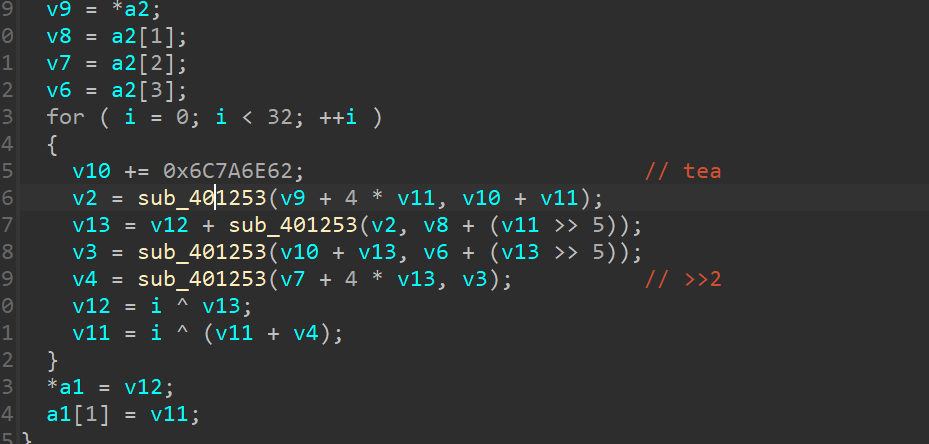 9 v9 = *a2;
0 v8 = a2[1];
1 v7 = a2[2];
2 v6 = a2[3];
3 for ( i = 0; i < 32; ++i )
4 {
5 v10 += 0x6C7A6E62; // tea
6 v2 = sub_401253(v9 + 4 * v11, v10 + v11);
7 v13 = v12 + sub_401253(v2, v8 + (v11 >> 5));
8 v3 = sub_401253(v10 + v13, v6 + (v13 >> 5));
9 v4 = sub_401253(v7 + 4 * v13, v3); // >>2
0 v12 = i ^ v13;
1 v11 = i ^ (v11 + v4);
2 }
3 *a1 = v12;
4 a1[1] = v11;
5 }